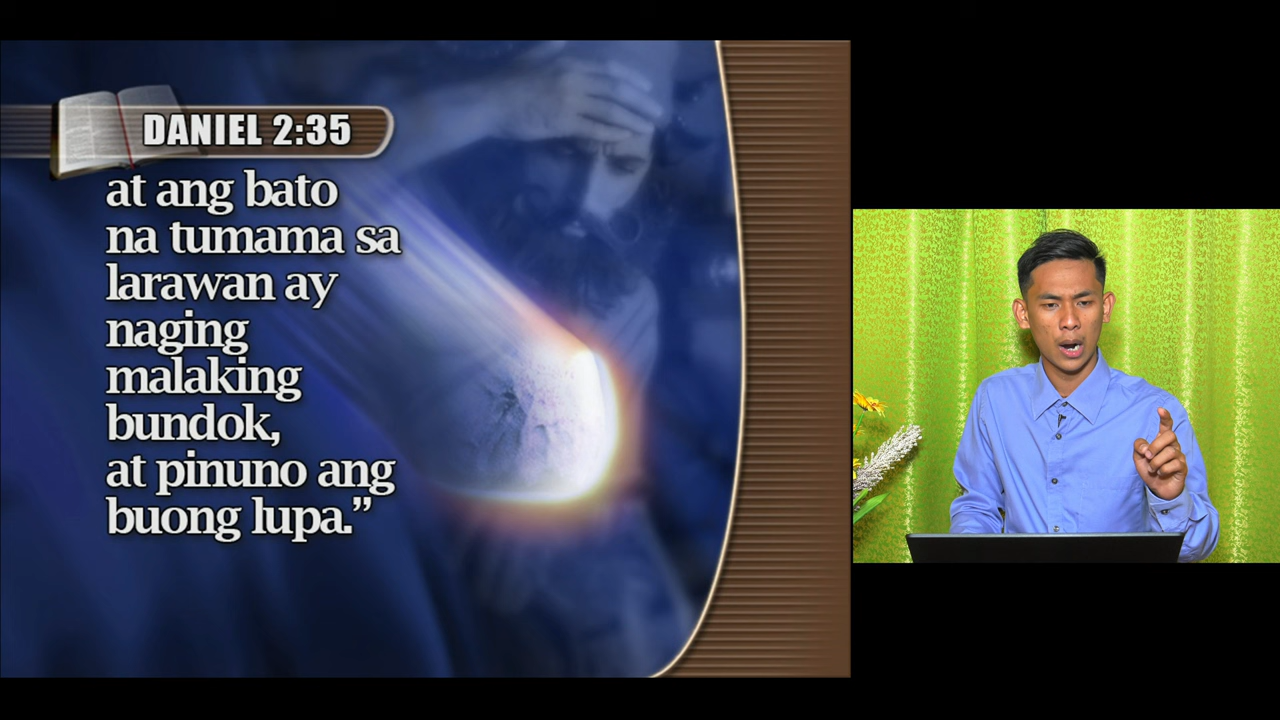 DANIEL 2:35
at ang bato
na tumama sa
larawan ay
naging
malaking
bundok,
at pinuno ang
buong lupa.”